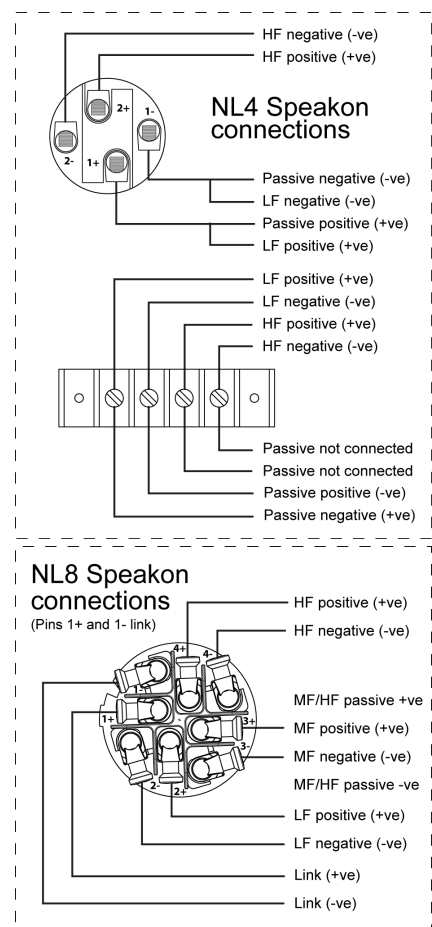 HF negative (-ve)
HF positive (+ve)
NL4 Speakon
connections
2+
1-
2-
1+
Passive negative (-ve)
LF negative (-ve)
Passive positive (+ve)
LF positive (+ve)
LF positive (+ve)
LF negative (-ve)
HF positive (+ve)
HF negative (-ve)
Passive not connected
Passive not connected
Passive positive (-ve)
Passive negative (+ve)
NL8 Speakon
connections
(Pins 1+ and 1- link)
HF positive (+ve)
HF negative (-ve)
4+
4-
1-
1+
3+
3-
2-
2+
MF/HF passive +ve
MF positive (+ve)
MF negative (-ve)
MF/HF passive -ve
LF positive (+ve)
LF negative (-ve)
Link (+ve)
Link (-ve)